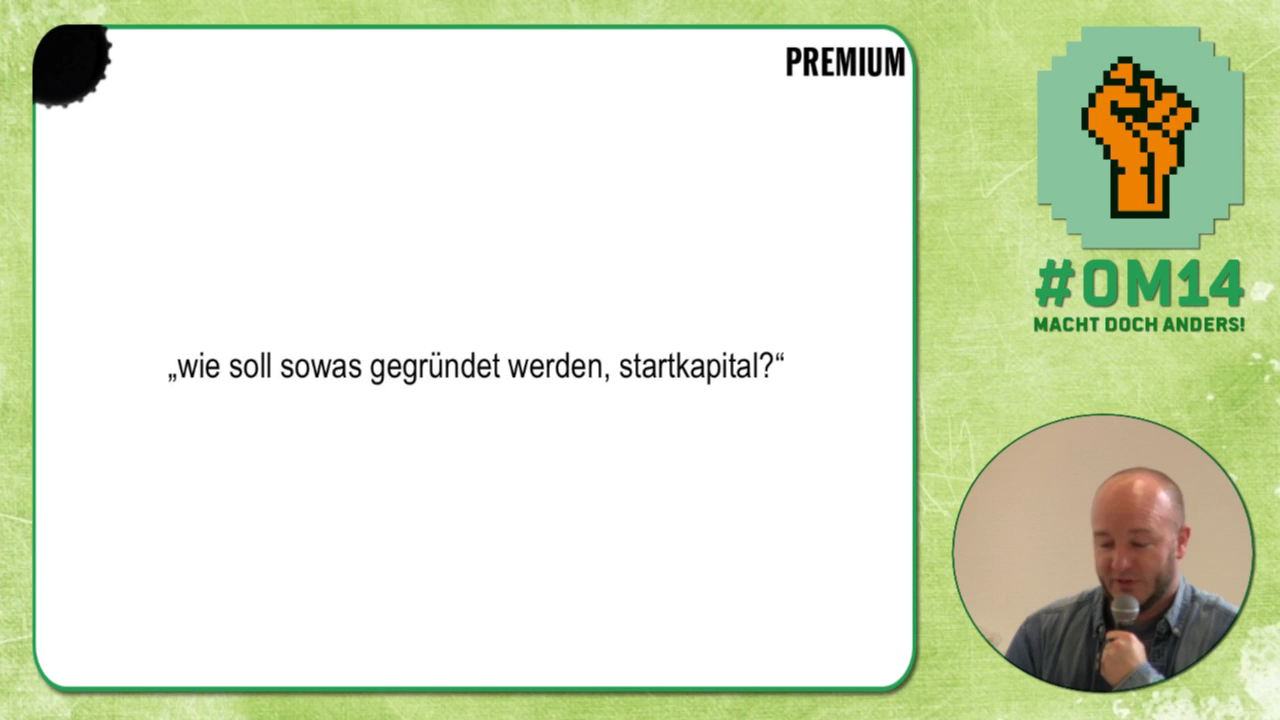 PREMIUM
„wie soll sowas gegründet werden, startkapital?“
#OM14
MACHT DOCH ANDERS!